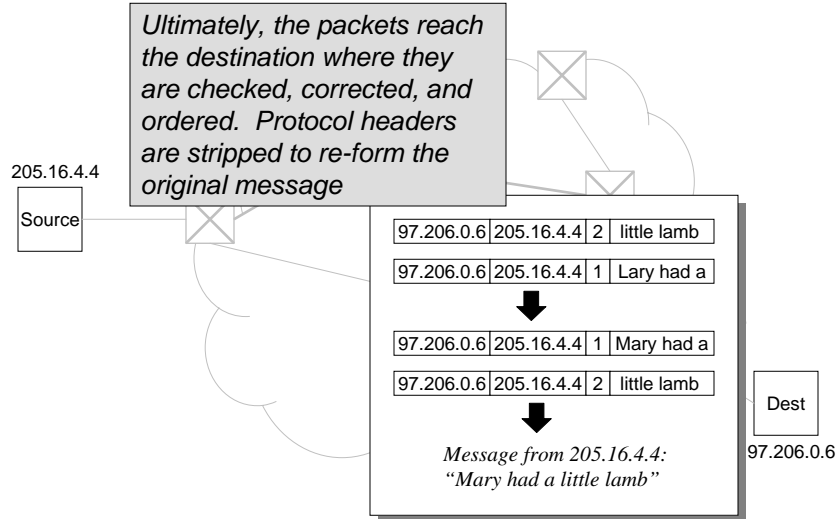 Ultimately, the packets reach
the destination where they
are checked, corrected, and
ordered.  Protocol headers
are stripped to re-form the
original message
205.16.4.4
Source
97.206.0.6 205.16.4.4 2 little lamb
97.206.0.6 205.16.4.4 1 Lary had a
97.206.0.6 205.16.4.4 1 Mary had a
97.206.0.6 205.16.4.4 2 little lamb
Message from 205.16.4.4:
“Mary had a little lamb”
Dest
97.206.0.6